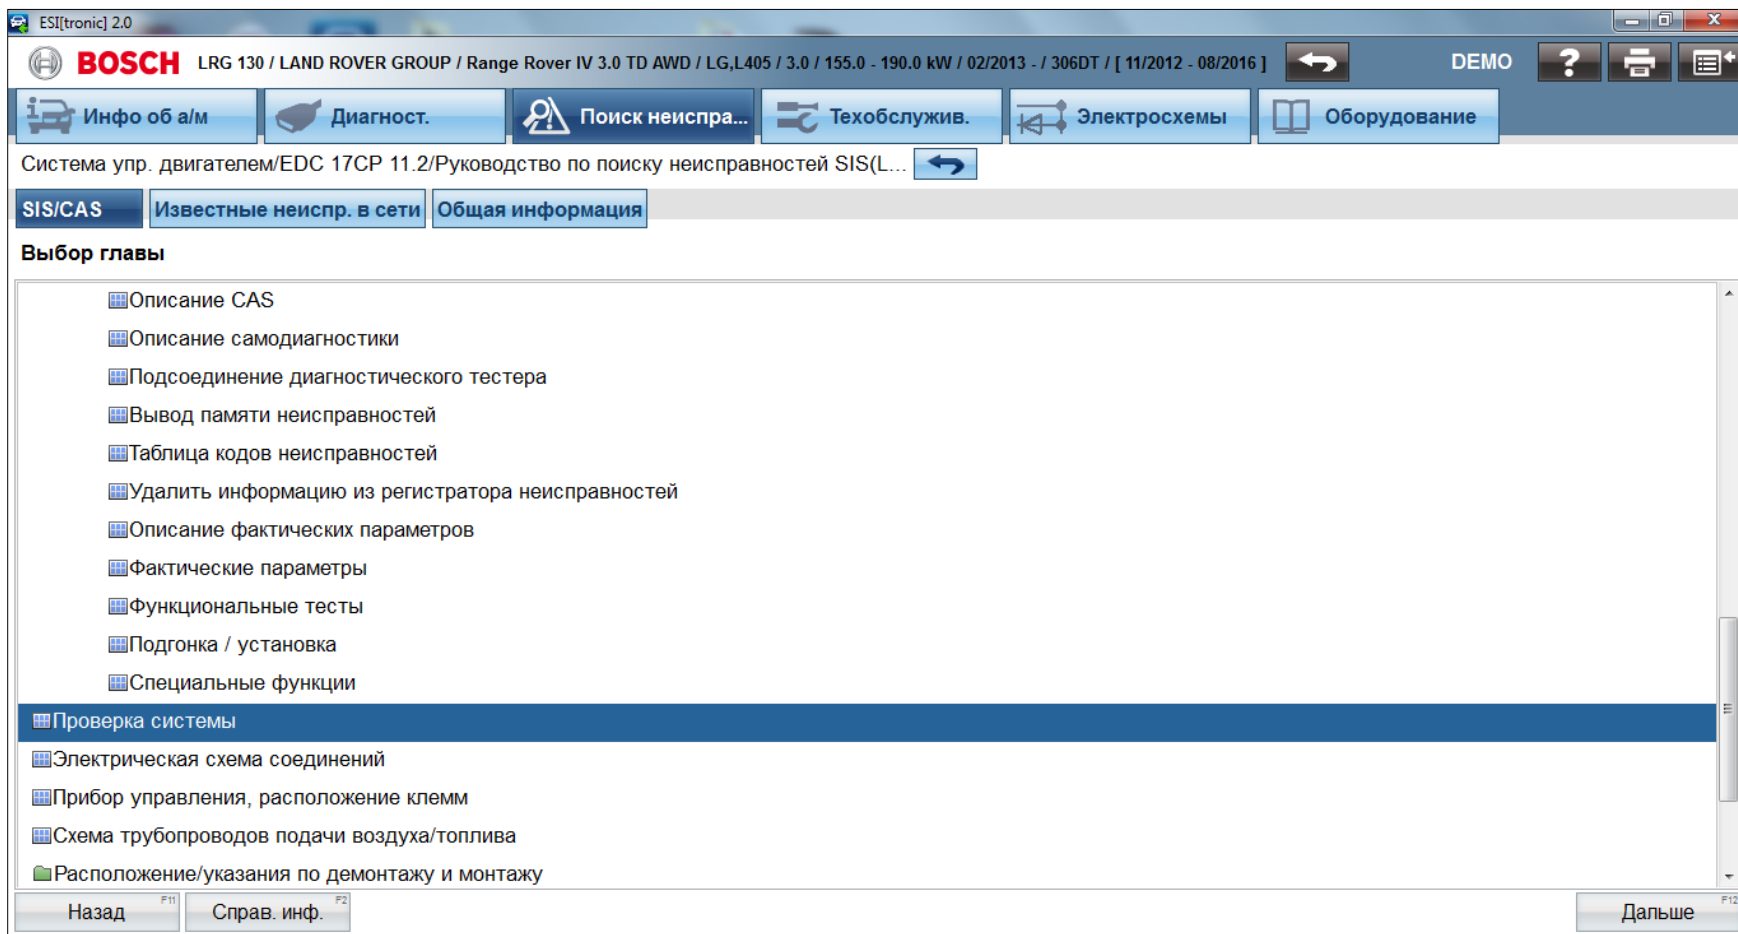 ESI[tronic] 2.0
BOSCH LRG 130 / LAND ROVER GROUP / Range Rover IV 3.0 TD AWD / LG,L405 / 3.0 / 155.0 - 190.0 kW / 02/2013 - / 306DT / [ 11/2012 - 08/2016 ] DEMO ?
Инфо об а/м Диагност. Поиск неиспра... Техобслужив. Электросхемы Оборудование
Система упр. двигателем/EDC 17CP 11.2/Руководство по поиску неисправностей SIS(L...
SIS/CAS Известные неиспр. в сети Общая информация
Выбор главы
Описание CAS
Описание самодиагностики
Подсоединение диагностического тестера
Вывод памяти неисправностей
Таблица кодов неисправностей
Удалить информацию из регистратора неисправностей
Описание фактических параметров
Фактические параметры
Функциональные тесты
Подгонка / установка
Специальные функции
Проверка системы
Электрическая схема соединений
Прибор управления, расположение клемм
Схема трубопроводов подачи воздуха/топлива
Расположение/указания по демонтажу и монтажу
Назад F11 Справ. инф. F2 Дальше F12